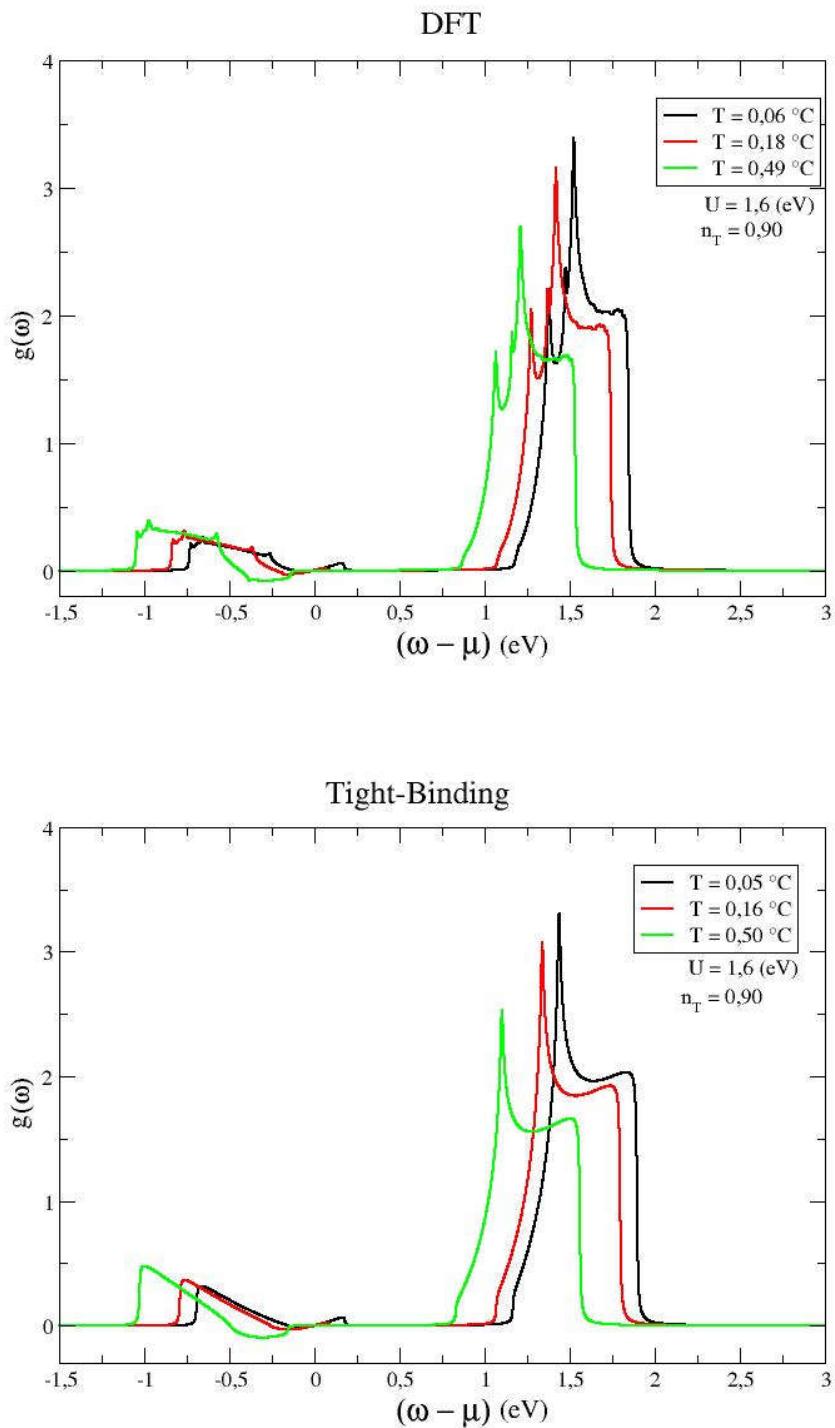 DFT
4
3
2
1
0
g(ω)
T = 0,06 °C
T = 0,18 °C
T = 0,49 °C
U = 1,6 (eV)
n_T = 0,90
-1,5 -1 -0,5 0 0,5 1 1,5 2 2,5 3
(ω − μ) (eV)
Tight-Binding
4
3
2
1
0
g(ω)
T = 0,05 °C
T = 0,16 °C
T = 0,50 °C
U = 1,6 (eV)
n_T = 0,90
-1,5 -1 -0,5 0 0,5 1 1,5 2 2,5 3
(ω − μ) (eV)